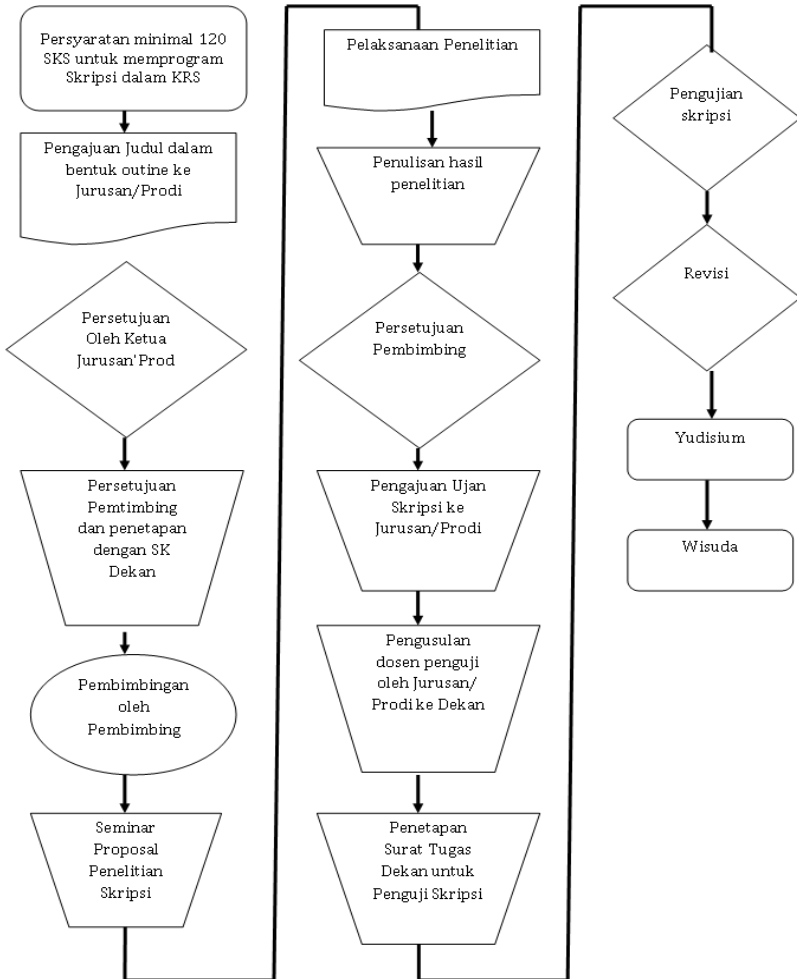 Persyaratan minimal 120
SKS untuk memprogram
Skripsi dalam KRS
Pengajuan Judul dalam
bentuk outine ke
Jurusan/Prodi
Persetujuan
Oleh Ketua
Jurusan'Prod
Persetujuan
Pemtimbing
dan penetapan
dengan SK
Dekan
Pembimbingan
oleh
Pembimbing
Seminar
Proposal
Penelitian
Skripsi
Pelaksanaan Penelitian
Penulisan hasil
penelitian
Persetujuan
Pembimbing
Pengajuan Ujan
Skripsi ke
Jurusan/Prodi
Pengusulan
dosen penguji
oleh Jurusan/
Prodi ke Dekan
Penetapan
Surat Tugas
Dekan untuk
Penguji Skripsi
Pengujian
skripsi
Revisi
Yudisium
Wisuda